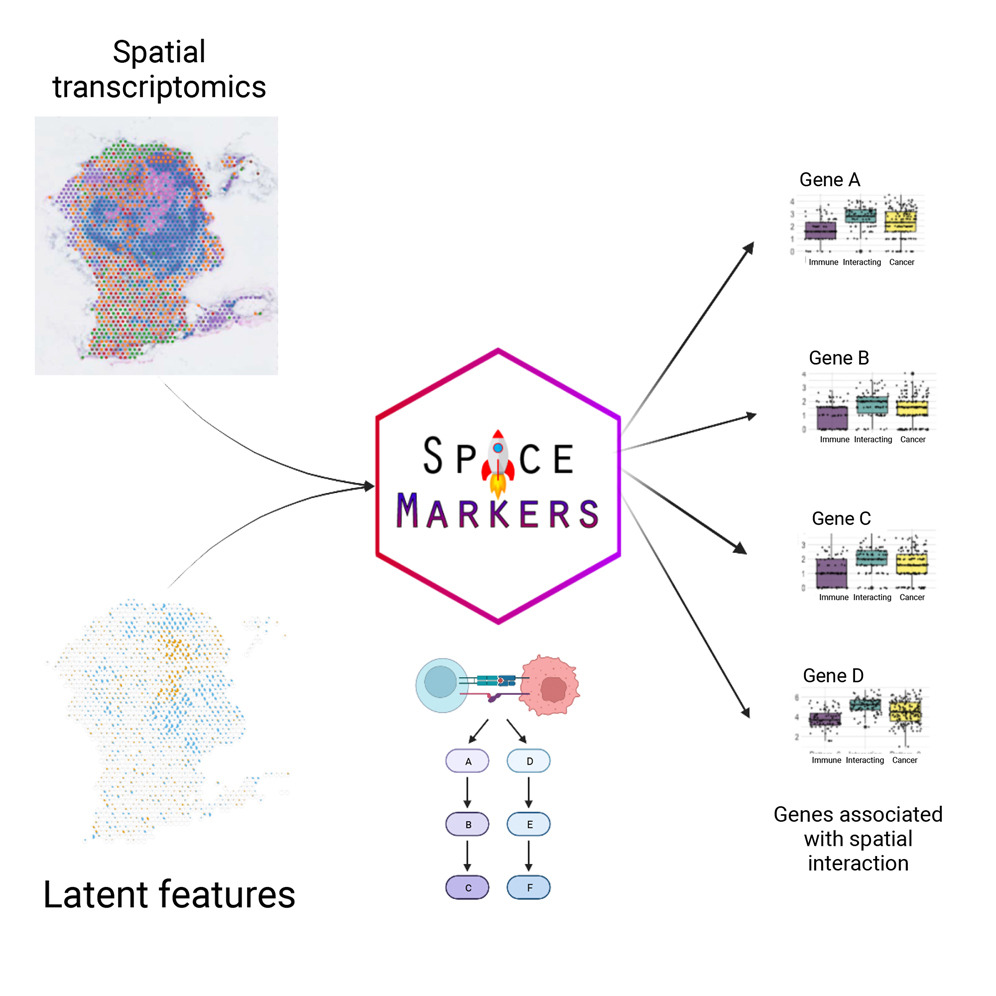 Spatial
transcriptomics
Latent features
SPACE
MARKERS
A
D
B
E
C
F
Gene A
4
3
2
1
0
Immune Interacting Cancer
Gene B
4
3
2
1
0
Immune Interacting Cancer
Gene C
3
2
1
0
Immune Interacting Cancer
Gene D
6
4
2
Immune Interacting Cancer
Genes associated
with spatial
interaction